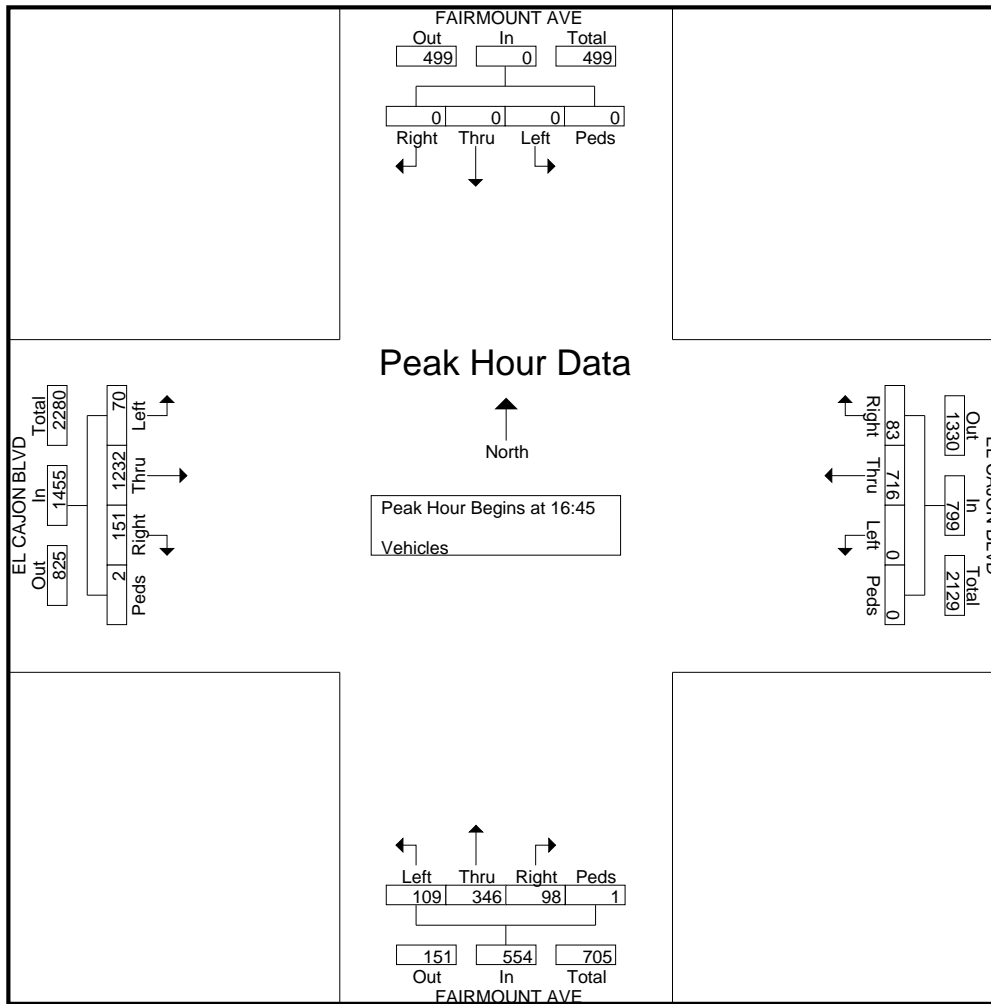 FAIRMOUNT AVE
Out In Total
499 0 499
0 0 0 0
Right Thru Left Peds
Peak Hour Data
North
Peak Hour Begins at 16:45
Vehicles
EL CAJON BLVD
Out In Total
825 1455 2280
70 1232 151 2
Left Thru Right Peds
EL CAJON BLVD
Out In Total
1330 799 2129
83 716 0 0
Right Thru Left Peds
Left Thru Right Peds
109 346 98 1
151 554 705
Out In Total
FAIRMOUNT AVE